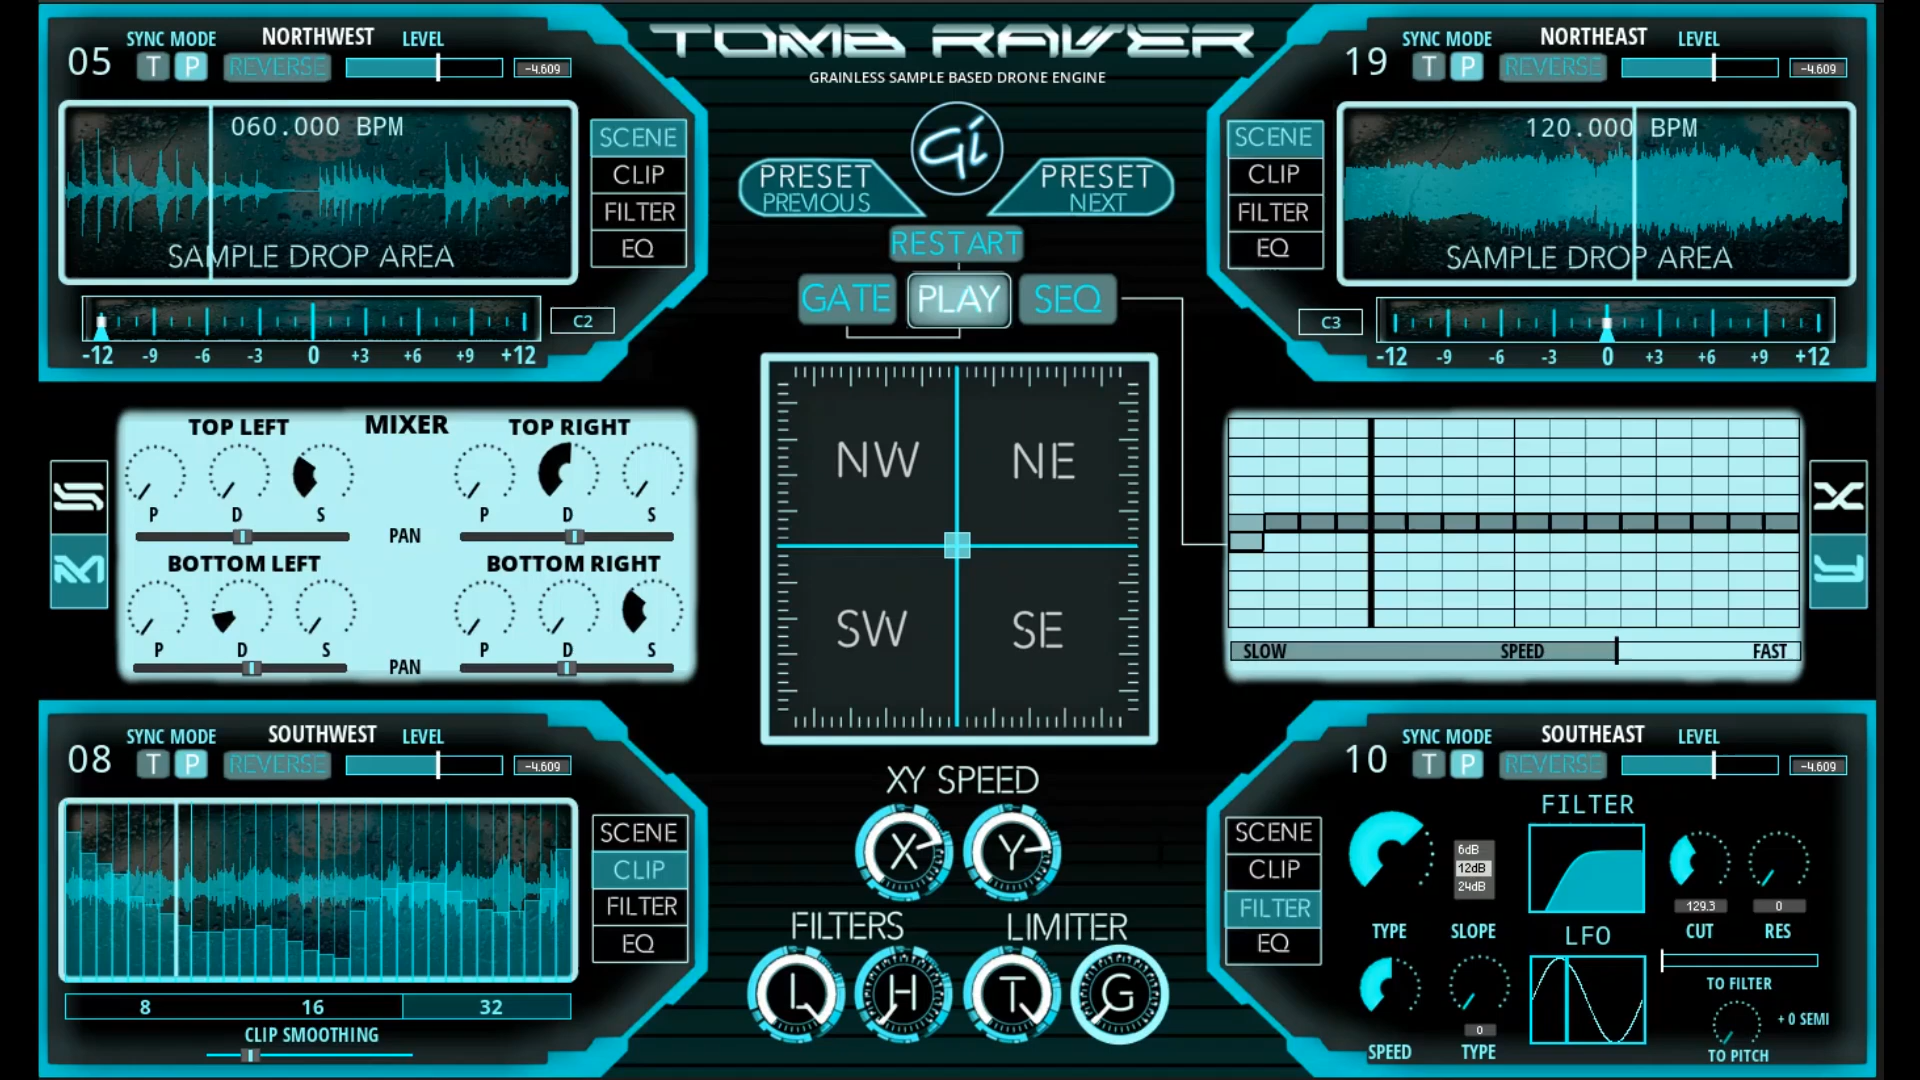 TOMB RAVER
GRAINLESS SAMPLE BASED DRONE ENGINE
05
SYNC MODE
T P
NORTHWEST
REVERSE
LEVEL
-4.609
060.000 BPM
SAMPLE DROP AREA
SCENE
CLIP
FILTER
EQ
-12 -9 -6 -3 0 +3 +6 +9 +12
C2
Gi
PRESET
PREVIOUS
PRESET
NEXT
RESTART
GATE PLAY SEQ
19
SYNC MODE
T P
NORTHEAST
REVERSE
LEVEL
-4.609
120.000 BPM
SAMPLE DROP AREA
SCENE
CLIP
FILTER
EQ
C3
-12 -9 -6 -3 0 +3 +6 +9 +12
S
M
MIXER
TOP LEFT
P D S
TOP RIGHT
P D S
PAN
BOTTOM LEFT
P D S
BOTTOM RIGHT
P D S
PAN
NW NE
SW SE
X
Y
SLOW SPEED FAST
08
SYNC MODE
T P
SOUTHWEST
REVERSE
LEVEL
-4.609
SCENE
CLIP
FILTER
EQ
8 16 32
CLIP SMOOTHING
XY SPEED
X Y
FILTERS
L H
LIMITER
T G
10
SYNC MODE
T P
SOUTHEAST
REVERSE
LEVEL
-4.609
SCENE
CLIP
FILTER
EQ
FILTER
6dB
12dB
24dB
129.3
0
TYPE SLOPE CUT RES
LFO
TO FILTER
0
+ 0 SEMI
SPEED TYPE TO PITCH